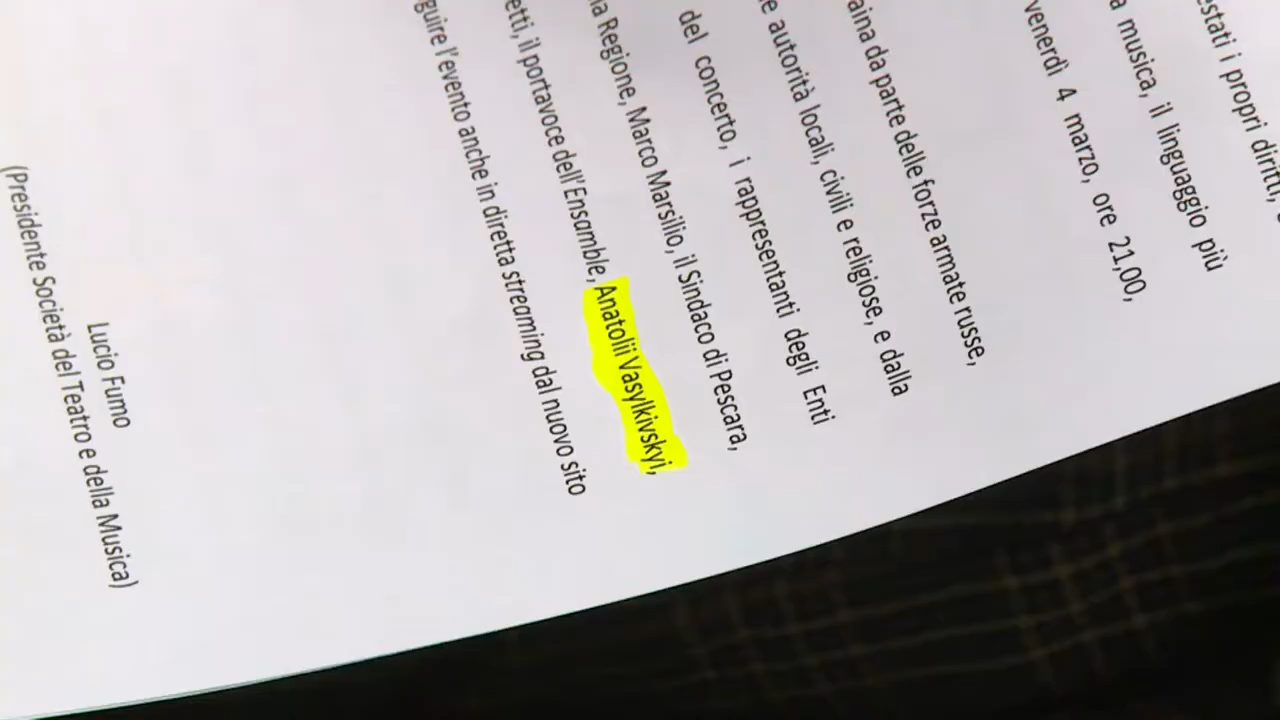 estati i propri diritti,
a musica, il linguaggio più
venerdì 4 marzo, ore 21,00,
aina da parte delle forze armate russe,
e autorità locali, civili e religiose, e dalla
del concerto, i rappresentanti degli Enti
na Regione, Marco Marsilio, il Sindaco di Pescara,
etti, il portavoce dell'Ensamble, Anatolii Vasylkivskyi,
guire l'evento anche in diretta streaming dal nuovo sito
Lucio Fumo
(Presidente Società del Teatro e della Musica)